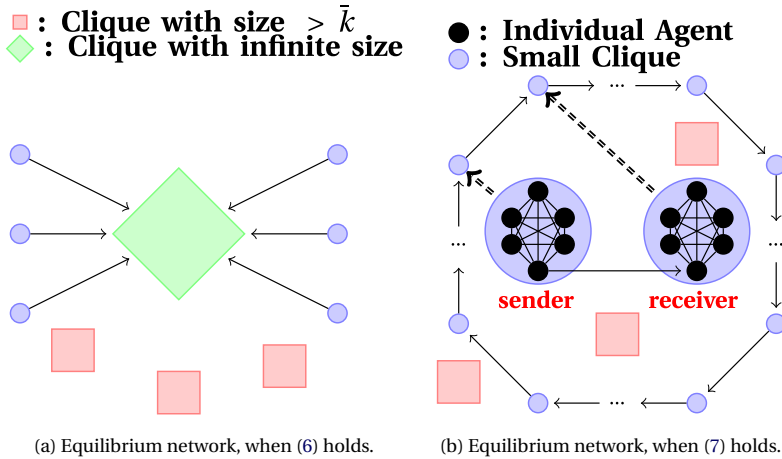 : Clique with size > k̄
: Clique with infinite size
: Individual Agent
: Small Clique
...
...
...
sender
receiver
...
(a) Equilibrium network, when (6) holds.
(b) Equilibrium network, when (7) holds.